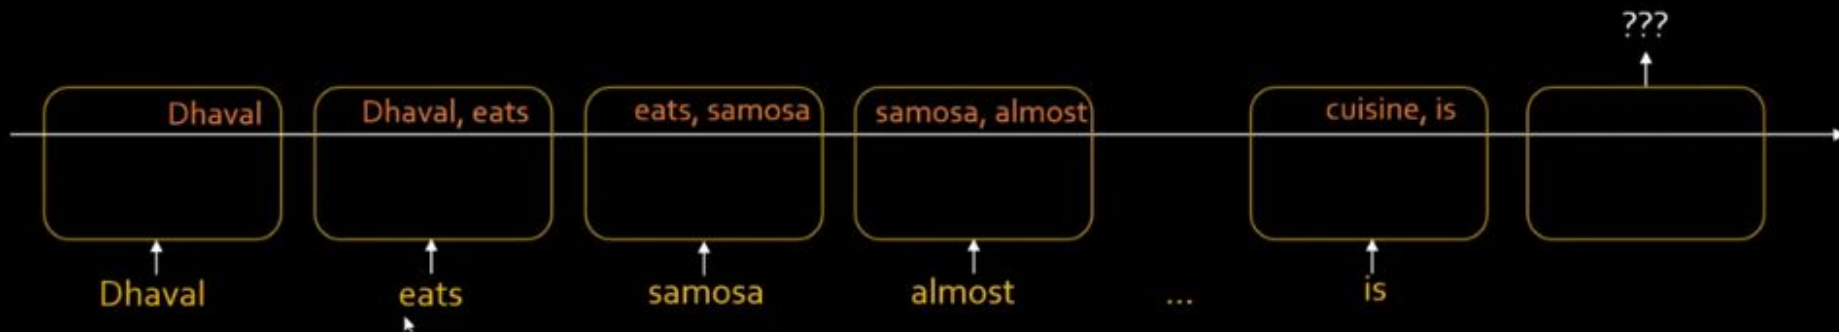 ???
Dhaval
Dhaval, eats
eats, samosa
samosa, almost
cuisine, is
Dhaval
eats
samosa
almost
...
is